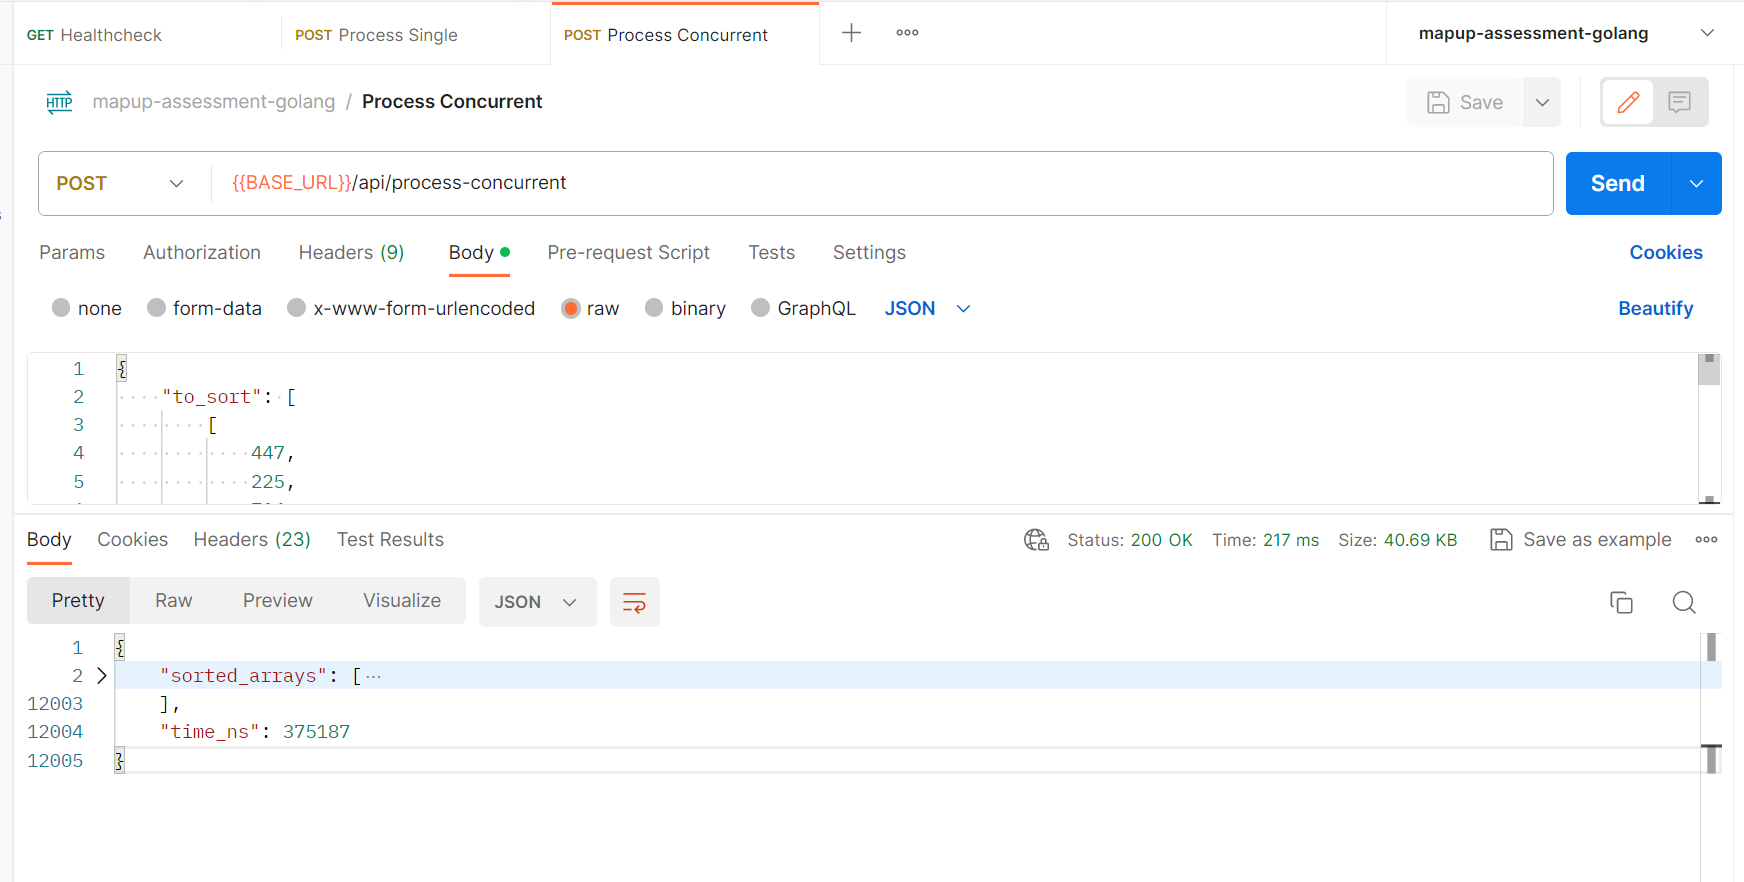 GET Healthcheck POST Process Single POST Process Concurrent mapup-assessment-golang
HTTP mapup-assessment-golang / Process Concurrent Save
POST {{BASE_URL}}/api/process-concurrent Send
Params Authorization Headers (9) Body Pre-request Script Tests Settings Cookies
none form-data x-www-form-urlencoded raw binary GraphQL JSON Beautify
1 {
2 "to_sort": [
3 [
4 447,
5 225,
Body Cookies Headers (23) Test Results Status: 200 OK Time: 217 ms Size: 40.69 KB Save as example
Pretty Raw Preview Visualize JSON
1 {
2 "sorted_arrays": [ ...
12003 ],
12004 "time_ns": 375187
12005 }